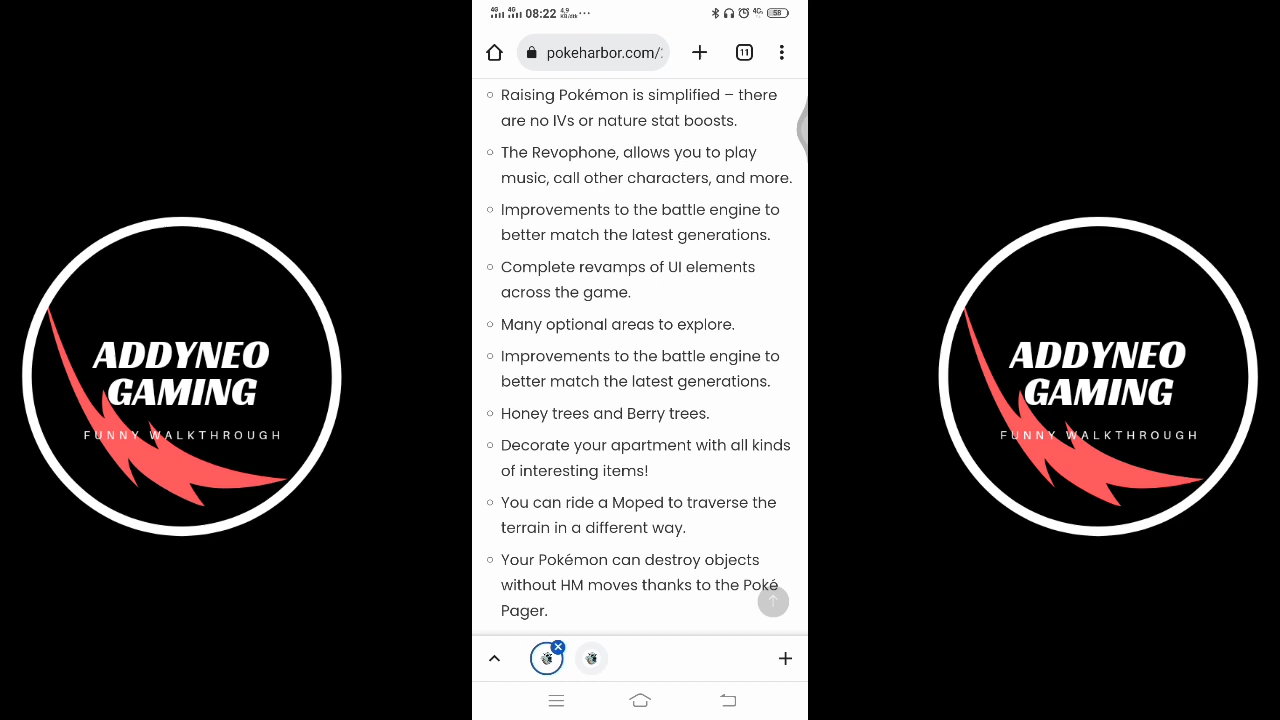 08:22
4.9
KB/s
58
pokeharbor.com/
11
Raising Pokémon is simplified – there
are no IVs or nature stat boosts.
The Revophone, allows you to play
music, call other characters, and more.
Improvements to the battle engine to
better match the latest generations.
Complete revamps of UI elements
across the game.
Many optional areas to explore.
Improvements to the battle engine to
better match the latest generations.
Honey trees and Berry trees.
Decorate your apartment with all kinds
of interesting items!
You can ride a Moped to traverse the
terrain in a different way.
Your Pokémon can destroy objects
without HM moves thanks to the Poké
Pager.
ADDYNEO
GAMING
FUNNY WALKTHROUGH
ADDYNEO
GAMING
FUNNY WALKTHROUGH